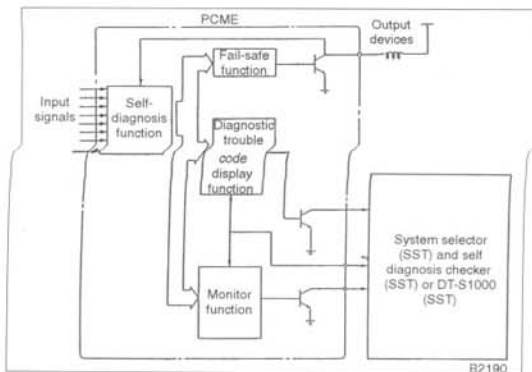 PCME
Output
devices
Fail-safe
function
Input
signals
Self-
diagnosis
function
Diagnostic
trouble
code
display
function
System selector
(SST) and self
diagnosis checker
(SST) or DT-S1000
(SST)
Monitor
function
B2190